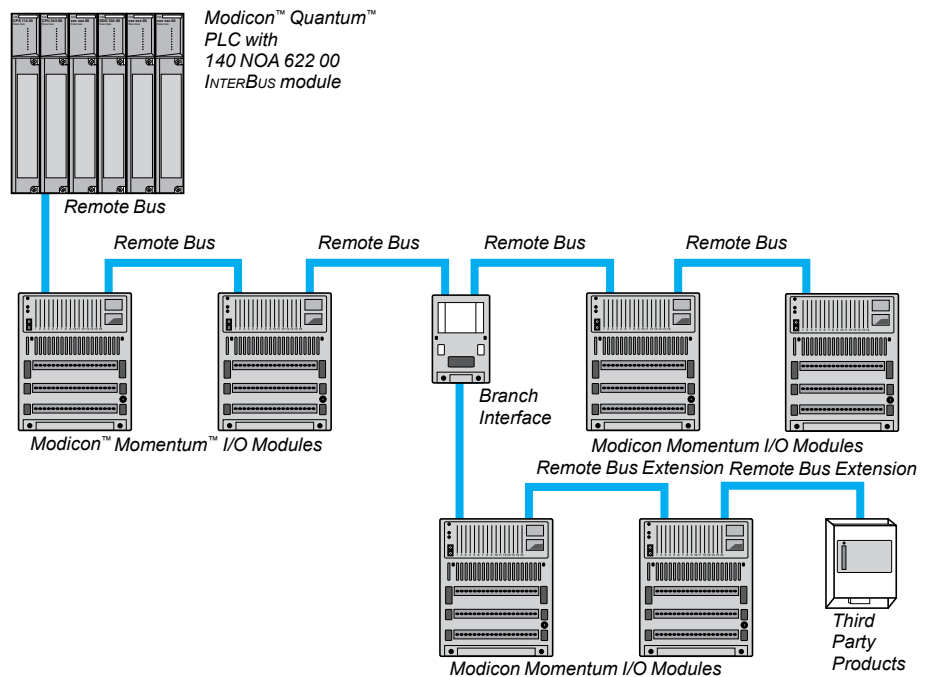 Modicon™ Quantum™
PLC with
140 NOA 622 00
INTERBUS module
Remote Bus
Remote Bus
Remote Bus
Remote Bus
Remote Bus
Branch
Interface
Modicon™ Momentum™ I/O Modules
Modicon Momentum I/O Modules
Remote Bus Extension
Remote Bus Extension
Third
Party
Products
Modicon Momentum I/O Modules